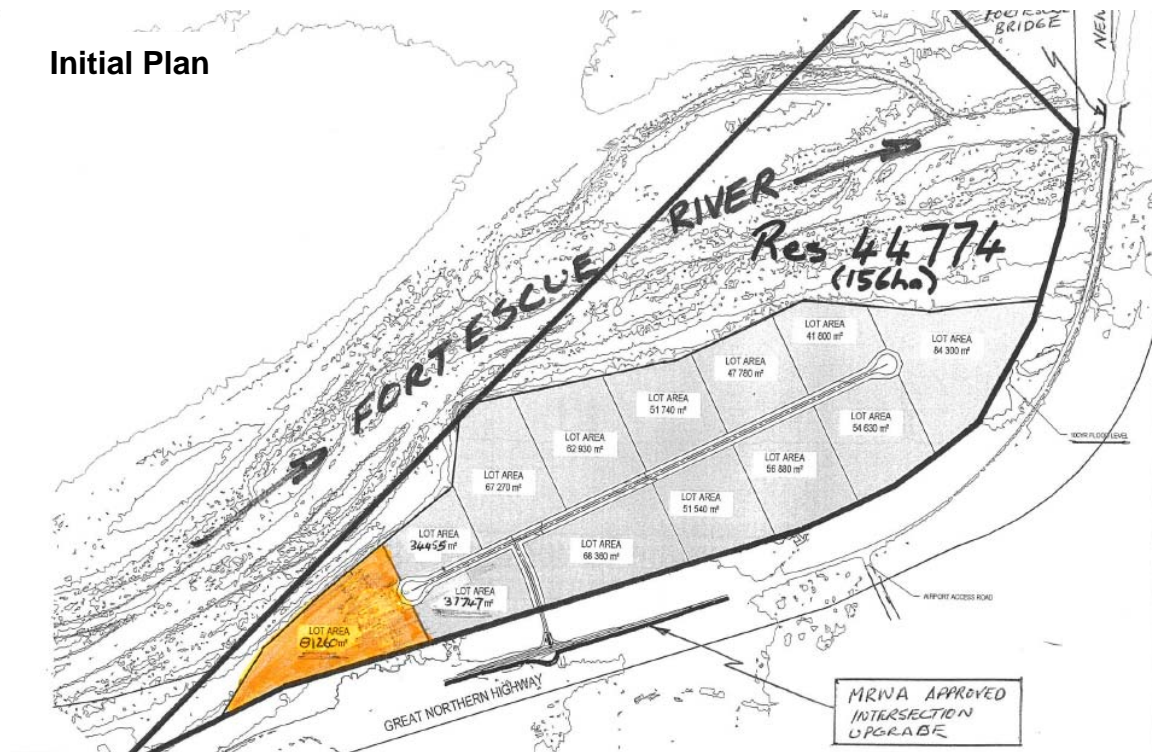 Initial Plan
FORTESCUE
BRIDGE
NEW
FORTESCUE RIVER
Res 44774
(156ha)
LOT AREA
41 800 m²
LOT AREA
84 300 m²
LOT AREA
47 780 m²
LOT AREA
51 740 m²
LOT AREA
54 630 m²
LOT AREA
62 930 m²
100YR FLOOD LEVEL
LOT AREA
56 880 m²
LOT AREA
67 270 m²
LOT AREA
51 540 m²
LOT AREA
34455 m²
LOT AREA
68 360 m²
LOT AREA
37747 m²
AIRPORT ACCESS ROAD
LOT AREA
81260 m²
GREAT NORTHERN HIGHWAY
MRWA APPROVED
INTERSECTION
UPGRADE